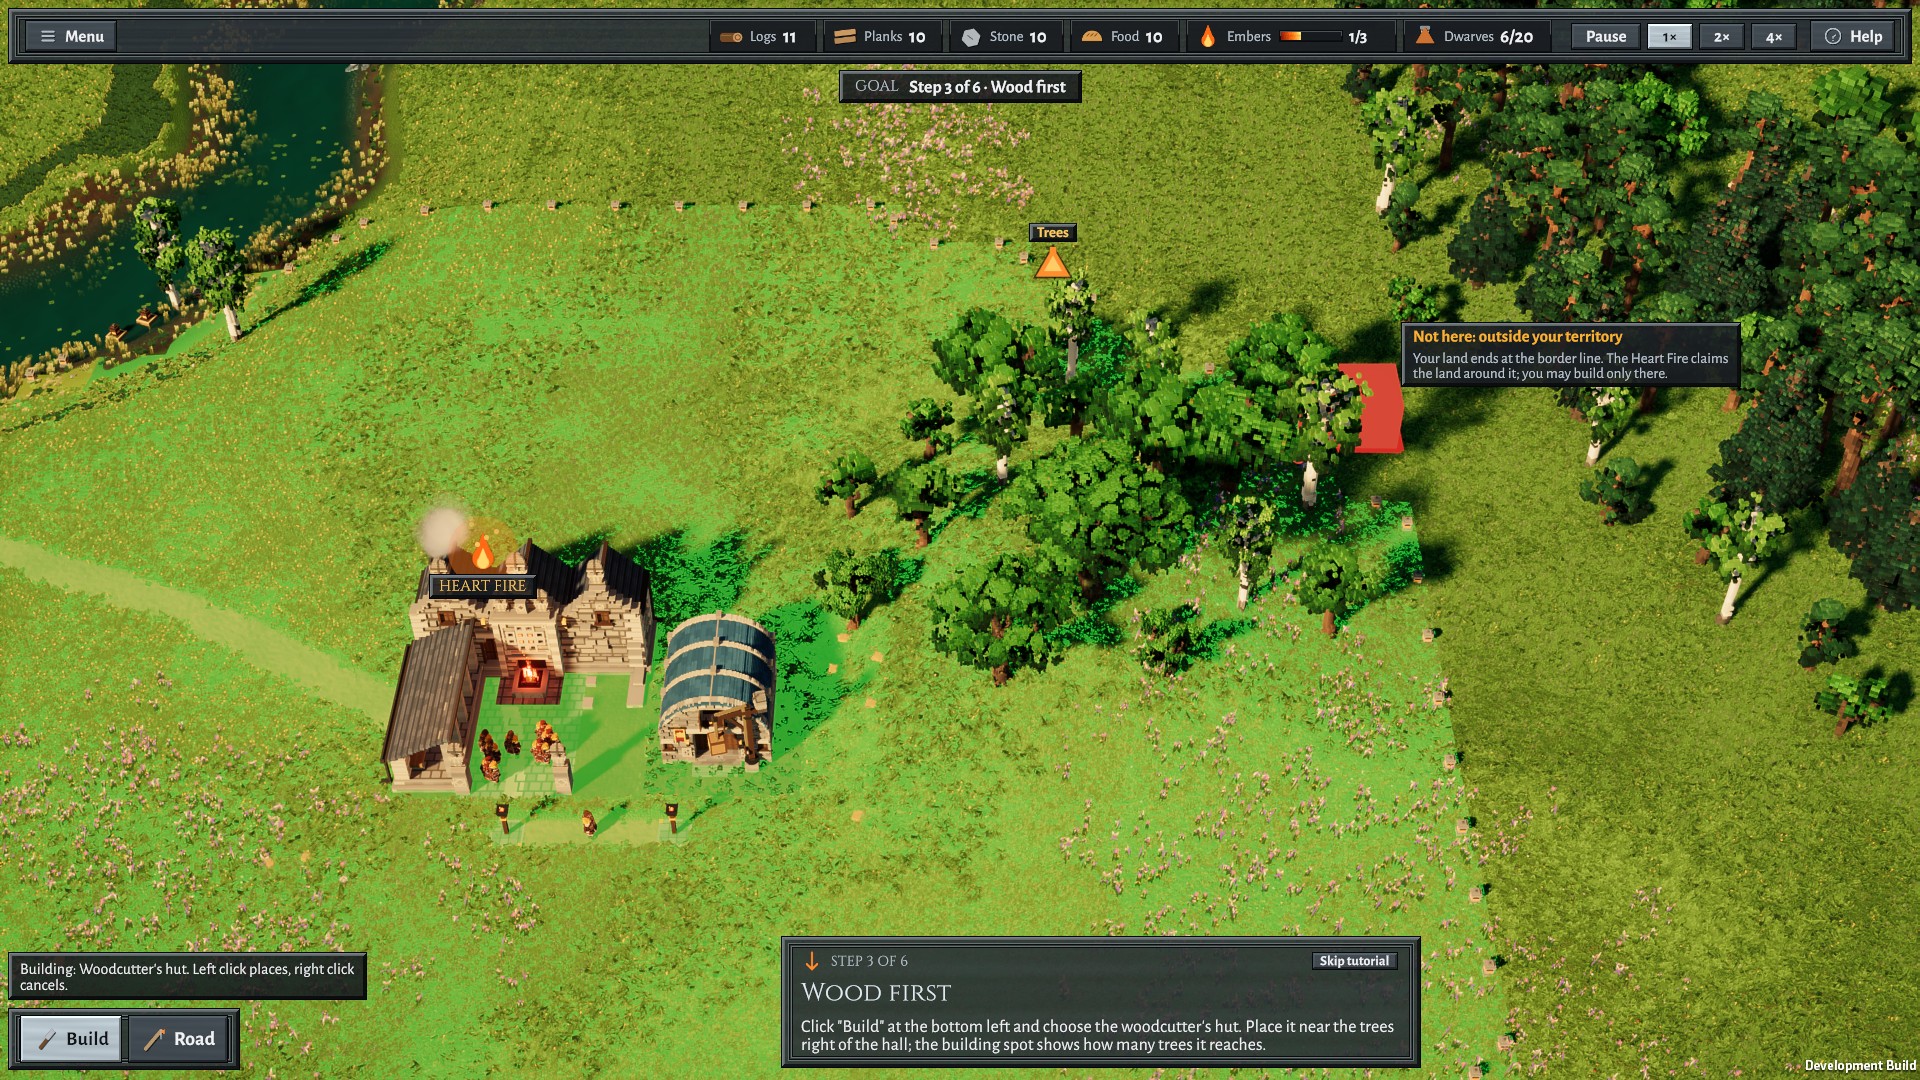 Menu
Logs 11
Planks 10
Stone 10
Food 10
Embers 1/3
Dwarves 6/20
Pause
1×
2×
4×
Help
GOAL Step 3 of 6 · Wood first
Trees
Not here: outside your territory
Your land ends at the border line. The Heart Fire claims
the land around it; you may build only there.
HEART FIRE
Building: Woodcutter's hut. Left click places, right click
cancels.
Build
Road
STEP 3 OF 6
Skip tutorial
WOOD FIRST
Click "Build" at the bottom left and choose the woodcutter's hut. Place it near the trees
right of the hall; the building spot shows how many trees it reaches.
Development Build